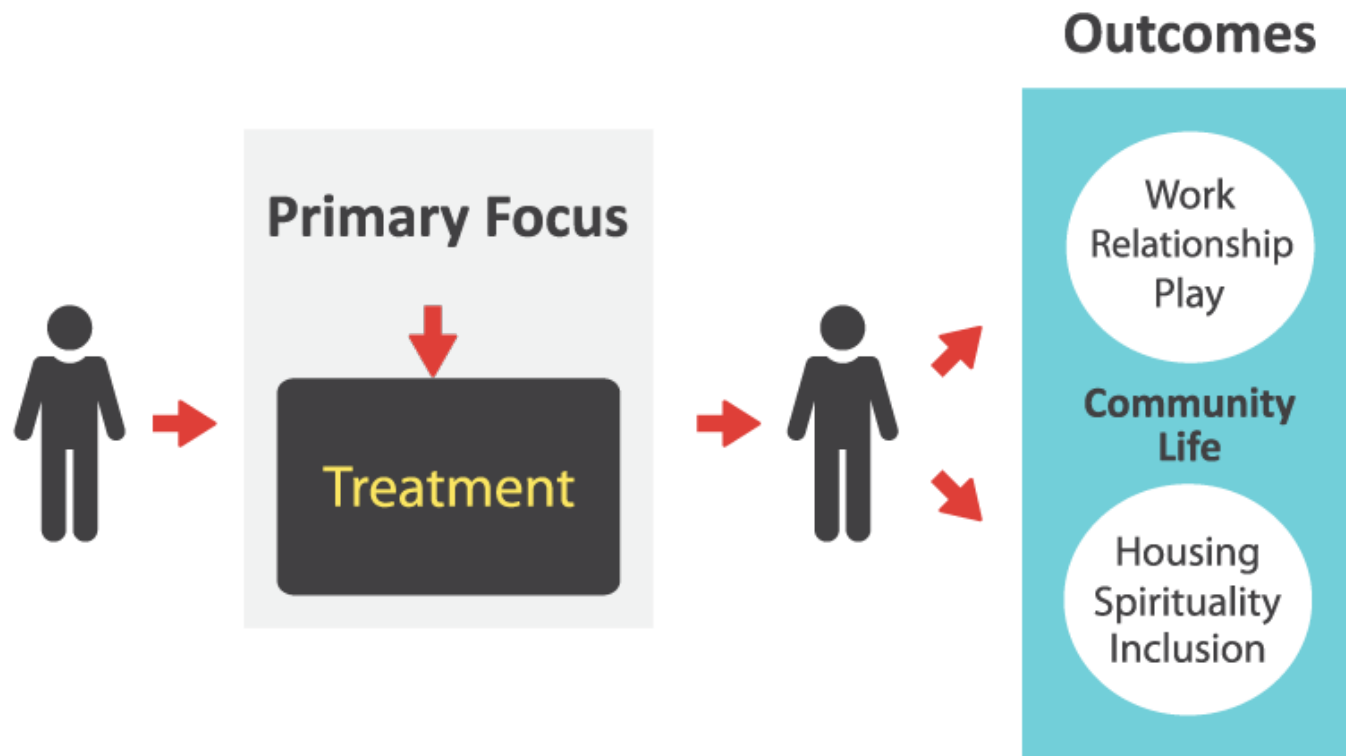 Outcomes
Primary Focus
Treatment
Work
Relationship
Play
Community
Life
Housing
Spirituality
Inclusion